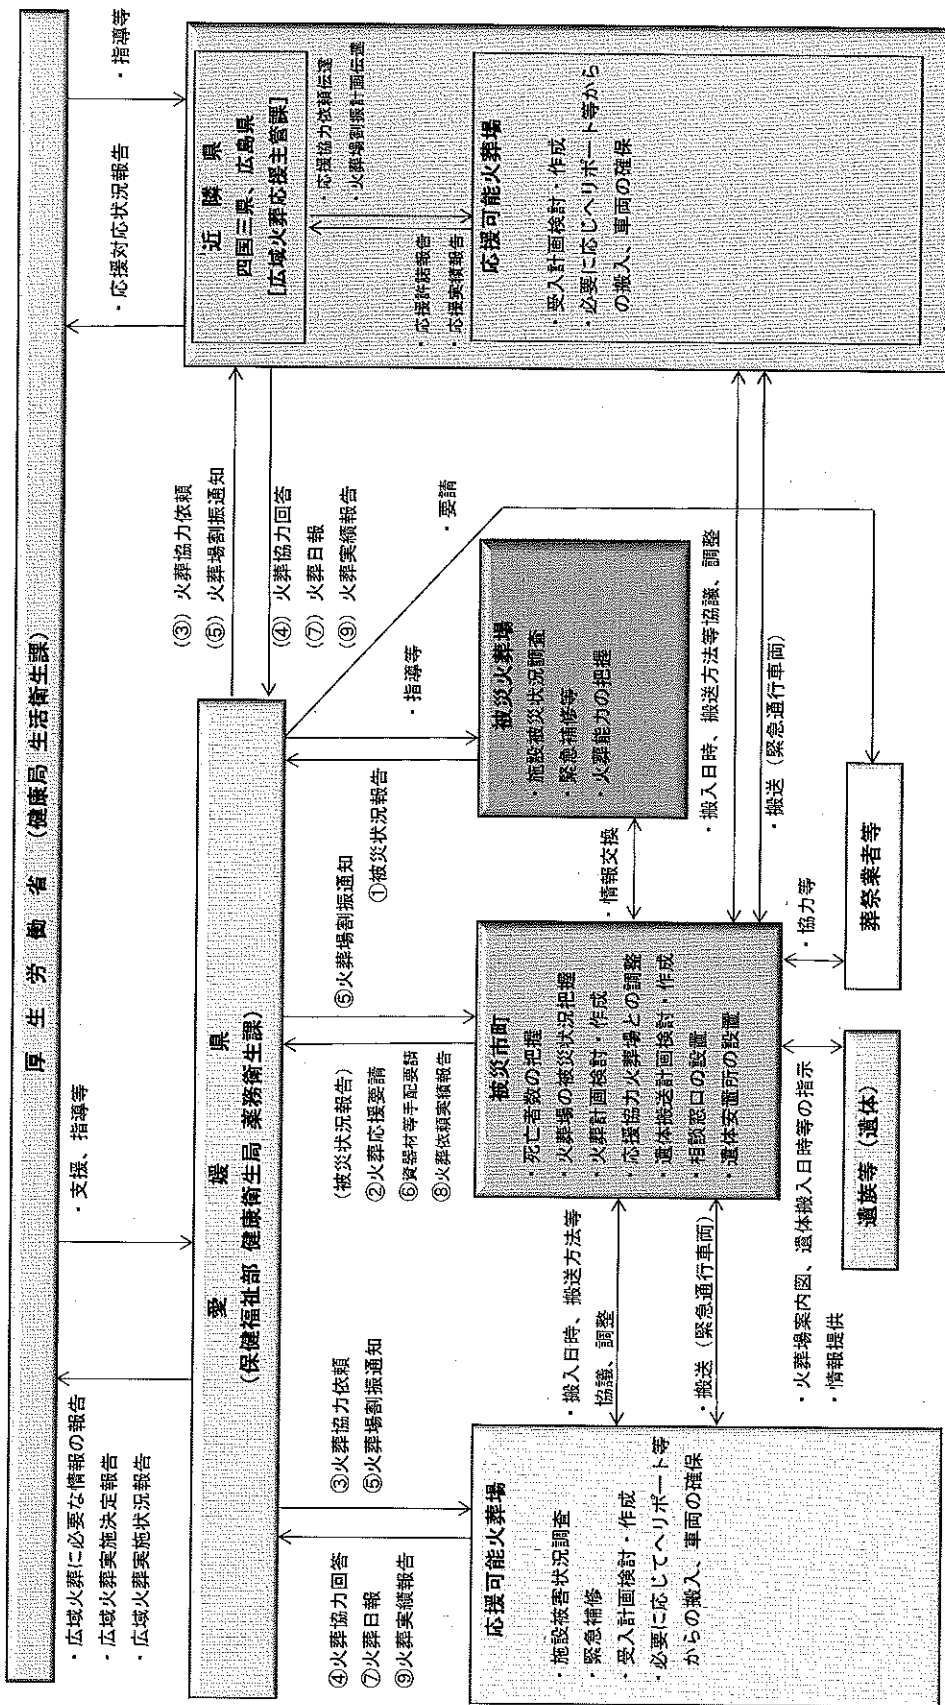 厚生労働省（健康局 生活衛生課）
・広域火葬に必要な情報の報告
・広域火葬実施決定報告
・広域火葬実施状況報告
・支援、指導等
・応援対応状況報告
・指導等
愛媛県
（保健福祉部 健康衛生局 薬務衛生課）
(③) 火葬協力依頼
(⑤) 火葬場割振通知
(④) 火葬協力回答
(⑦) 火葬日報
(⑨) 火葬実績報告
近隣県
四国三県、広島県
[広域火葬応援主管課]
・応援協力依頼伝達
・火葬場割振計画伝達
・応援許諾報告
・応援実績報告
応援可能火葬場
・受入計画検討・作成
・必要に応じヘリポート等から
の搬入、車両の確保
④火葬協力回答
⑦火葬日報
⑨火葬実績報告
③火葬協力依頼
⑤火葬場割振通知
(被災状況報告)
②火葬応援要請
⑥資器材等手配要請
⑧火葬依頼実績報告
⑤火葬場割振通知
①被災状況報告
・指導等
・要請
応援可能火葬場
・施設被害状況調査
・緊急補修
・受入計画検討・作成
・必要に応じてヘリポート等
からの搬入、車両の確保
・搬入日時、搬送方法等
協議、調整
・搬送（緊急通行車両）
被災市町
・死亡者数の把握
・火葬場の被災状況把握
・火葬計画検討・作成
・応援協力火葬場との調整
・遺体搬送計画検討・作成
・相談窓口の設置
・遺体安置所の設置
・情報交換
被災火葬場
・施設被災状況調査
・緊急補修等
・火葬能力の把握
・搬入日時、搬送方法等協議、調整
・搬送（緊急通行車両）
・火葬場案内図、遺体搬入日時等の指示
・情報提供
・協力等
遺族等（遺体）
葬祭業者等